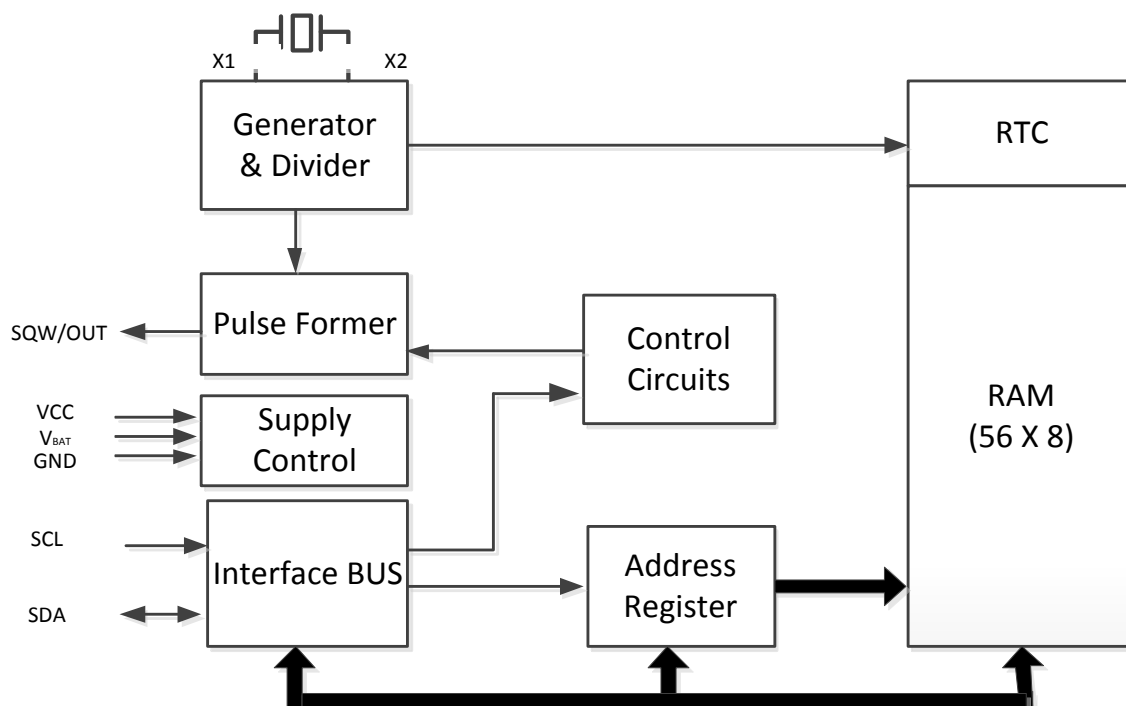 X1
X2
Generator
& Divider
RTC
Pulse Former
SQW/OUT
Control
Circuits
VCC
VBAT
GND
Supply
Control
RAM
(56 X 8)
SCL
SDA
Interface BUS
Address
Register